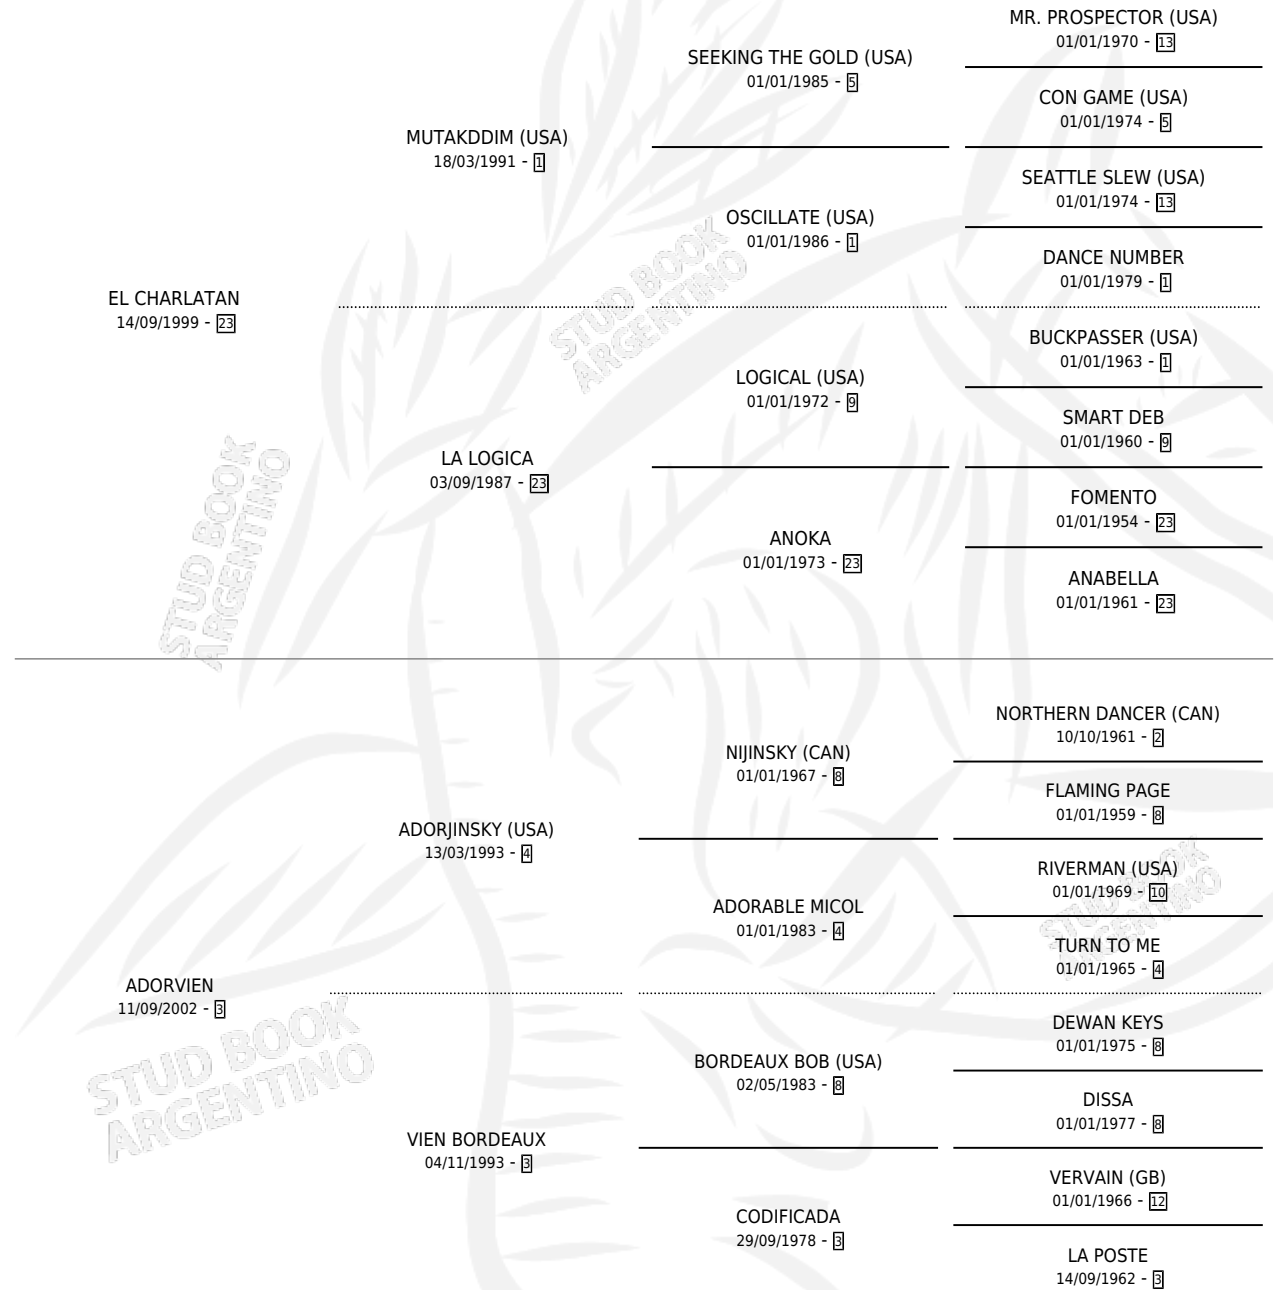 MR. PROSPECTOR (USA)
01/01/1970 - 13
SEEKING THE GOLD (USA)
01/01/1985 - 5
CON GAME (USA)
01/01/1974 - 5
MUTAKDDIM (USA)
18/03/1991 - 1
SEATTLE SLEW (USA)
01/01/1974 - 13
OSCILLATE (USA)
01/01/1986 - 1
DANCE NUMBER
01/01/1979 - 1
EL CHARLATAN
14/09/1999 - 23
BUCKPASSER (USA)
01/01/1963 - 1
LOGICAL (USA)
01/01/1972 - 9
SMART DEB
01/01/1960 - 9
LA LOGICA
03/09/1987 - 23
FOMENTO
01/01/1954 - 23
ANOKA
01/01/1973 - 23
ANABELLA
01/01/1961 - 23
STUD BOOK
ARGENTINO
STUD BOOK
ARGENTINO
NORTHERN DANCER (CAN)
10/10/1961 - 2
NIJINSKY (CAN)
01/01/1967 - 8
FLAMING PAGE
01/01/1959 - 8
ADORJINSKY (USA)
13/03/1993 - 4
RIVERMAN (USA)
01/01/1969 - 10
ADORABLE MICOL
01/01/1983 - 4
TURN TO ME
01/01/1965 - 4
STUD BOOK
ARGENTINO
ADORVIEN
11/09/2002 - 3
DEWAN KEYS
01/01/1975 - 8
BORDEAUX BOB (USA)
02/05/1983 - 8
DISSA
01/01/1977 - 8
VIEN BORDEAUX
04/11/1993 - 3
VERVAIN (GB)
01/01/1966 - 12
CODIFICADA
29/09/1978 - 3
LA POSTE
14/09/1962 - 3
STUD BOOK
ARGENTINO